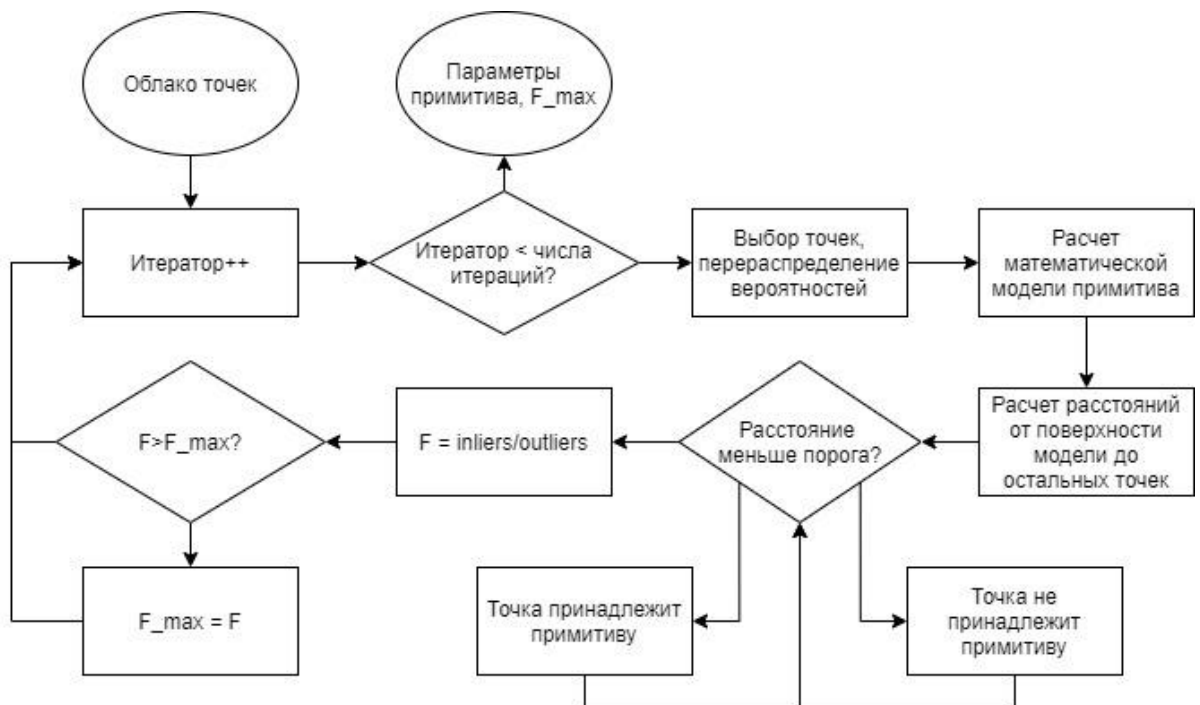 Облако точек
Параметры
примитива, F_max
Итератор++
Итератор < числа
итераций?
Выбор точек,
перераспределение
вероятностей
Расчет
математической
модели примитива
F>F_max?
F = inliers/outliers
Расстояние
меньше порога?
Расчет расстояний
от поверхности
модели до
остальных точек
F_max = F
Точка принадлежит
примитиву
Точка не
принадлежит
примитиву